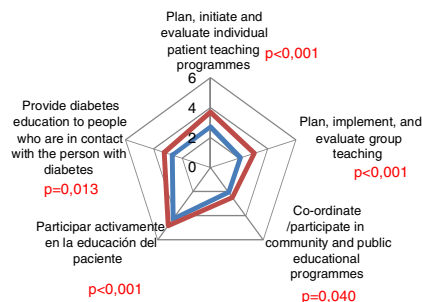 Plan, initiate and
evaluate individual
patient teaching
programmes
p<0,001
6
4
2
0
Plan, implement, and
evaluate group
teaching
p<0,001
Co-ordinate
/participate in
community and public
educational
programmes
p=0,040
Participar activamente
en la educación del
paciente
p<0,001
Provide diabetes
education to people
who are in contact
with the person with
diabetes
p=0,013